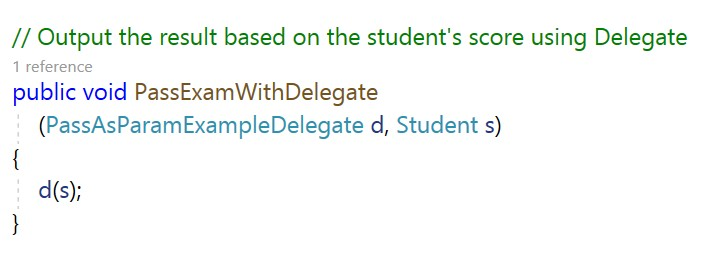 // Output the result based on the student's score using Delegate
1 reference
public void PassExamWithDelegate
(PassAsParamExampleDelegate d, Student s)
{
d(s);
}